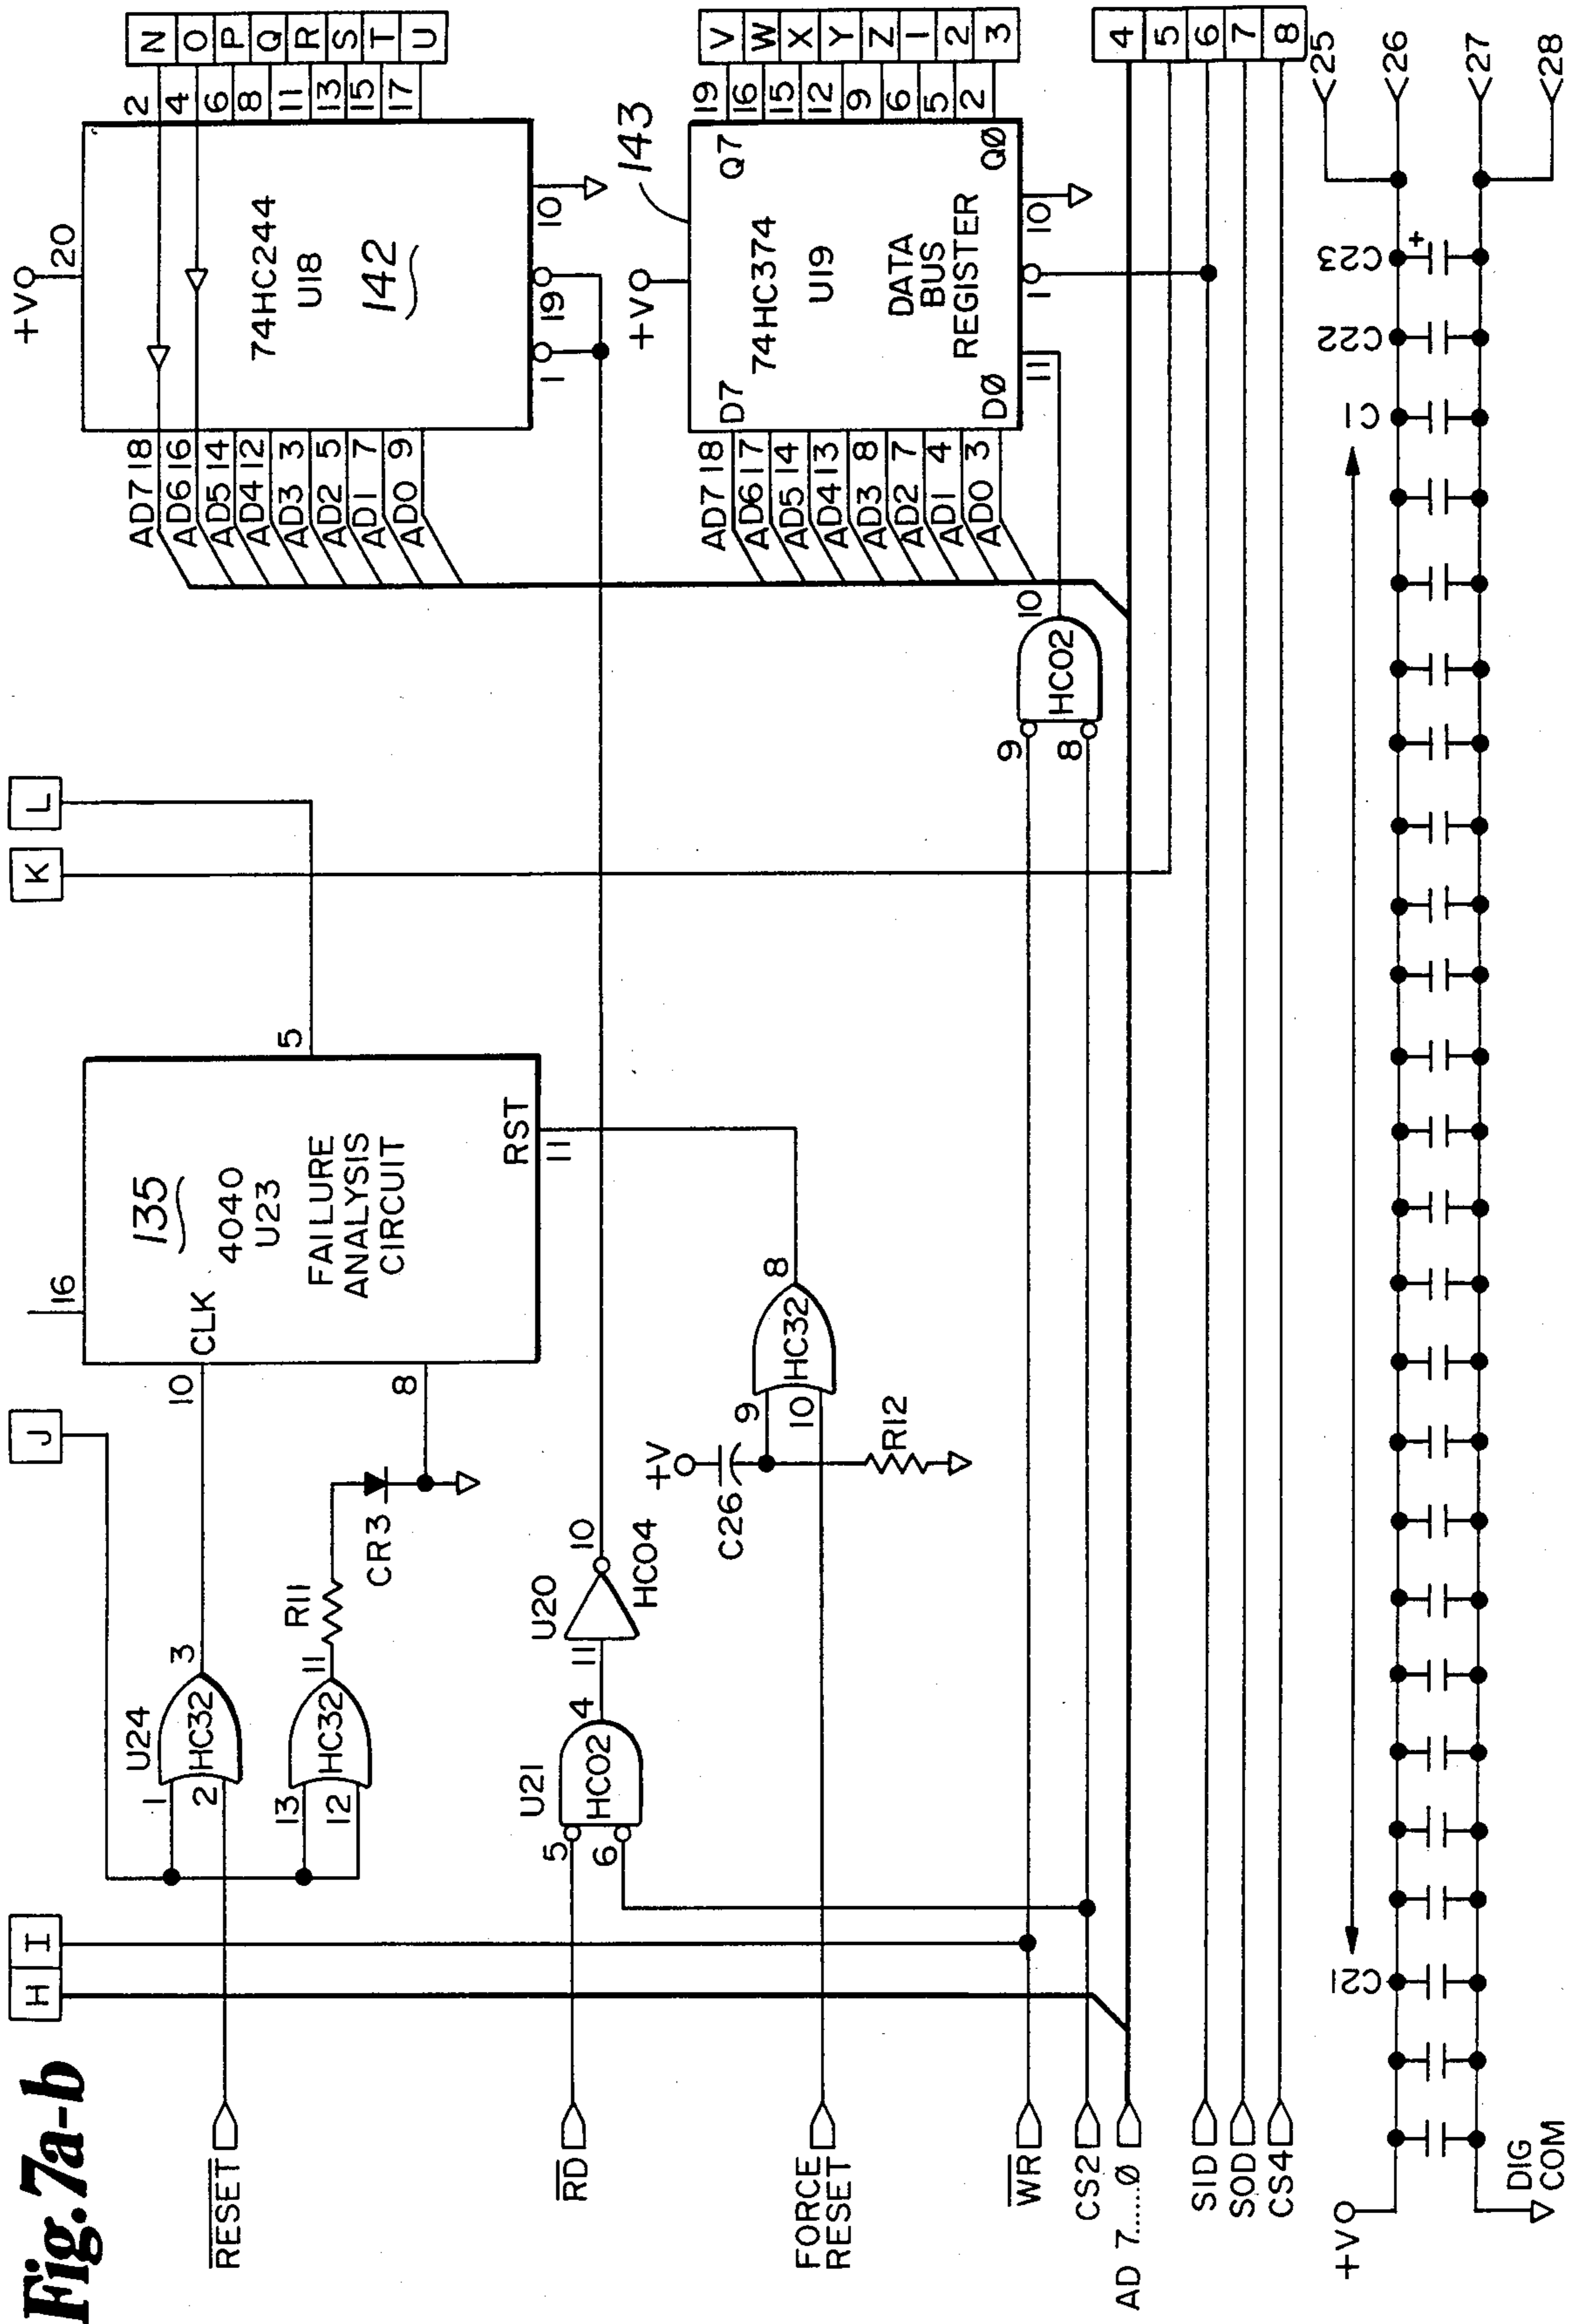 Fig. 7a-b
H
I
J
K
L
RESET
U24
1
2
HC32
3
13
12
HC32
11
R11
CR3
10
CLK
8
16
135
4040
U23
FAILURE
ANALYSIS
CIRCUIT
RST
11
5
RD
U21
5
6
HC02
4
11
U20
10
HC04
FORCE
RESET
+V
C26
9
10
HC32
8
R12
+V
20
74HC244
U18
142
1
19
10
AD7 18
AD6 16
AD5 14
AD4 12
AD3 3
AD2 5
AD1 7
AD0 9
2
4
6
8
11
13
15
17
N
O
P
Q
R
S
T
U
143
+V
D7
Q7
74HC374
U19
DATA
BUS
REGISTER
DØ
QØ
11
1
10
AD7 18
AD6 17
AD5 14
AD4 13
AD3 8
AD2 7
AD1 4
AD0 3
19
16
15
12
9
6
5
2
V
W
X
Y
Z
1
2
3
WR
CS2
9
8
HC02
10
AD 7.....Ø
SID
SOD
CS4
4
5
6
7
8
+V
DIG
COM
C21
C1
C22
C23
+
25
26
27
28